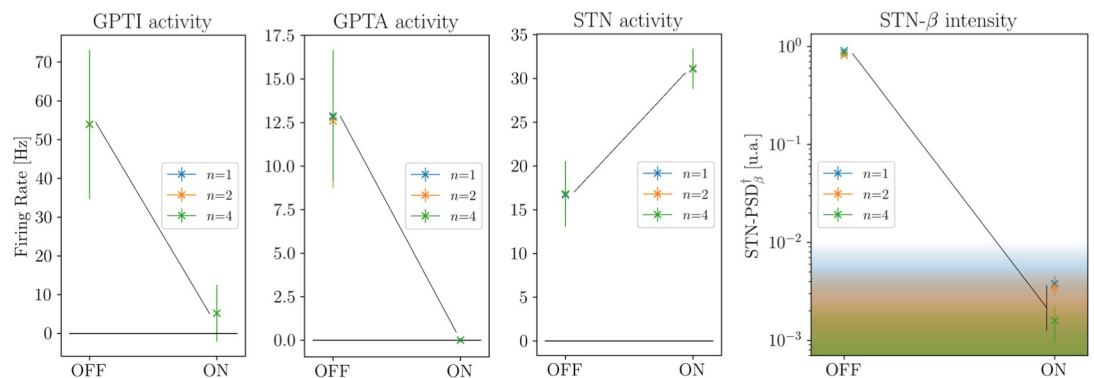 GPTI activity
GPTA activity
STN activity
STN-β intensity
Firing Rate [Hz]
70
60
50
40
30
20
10
0
n=1
n=2
n=4
OFF
ON
17.5
15.0
12.5
10.0
7.5
5.0
2.5
0.0
n=1
n=2
n=4
OFF
ON
35
30
25
20
15
10
5
0
n=1
n=2
n=4
OFF
ON
STN-PSD†β [u.a.]
10⁰
10⁻¹
10⁻²
10⁻³
n=1
n=2
n=4
OFF
ON